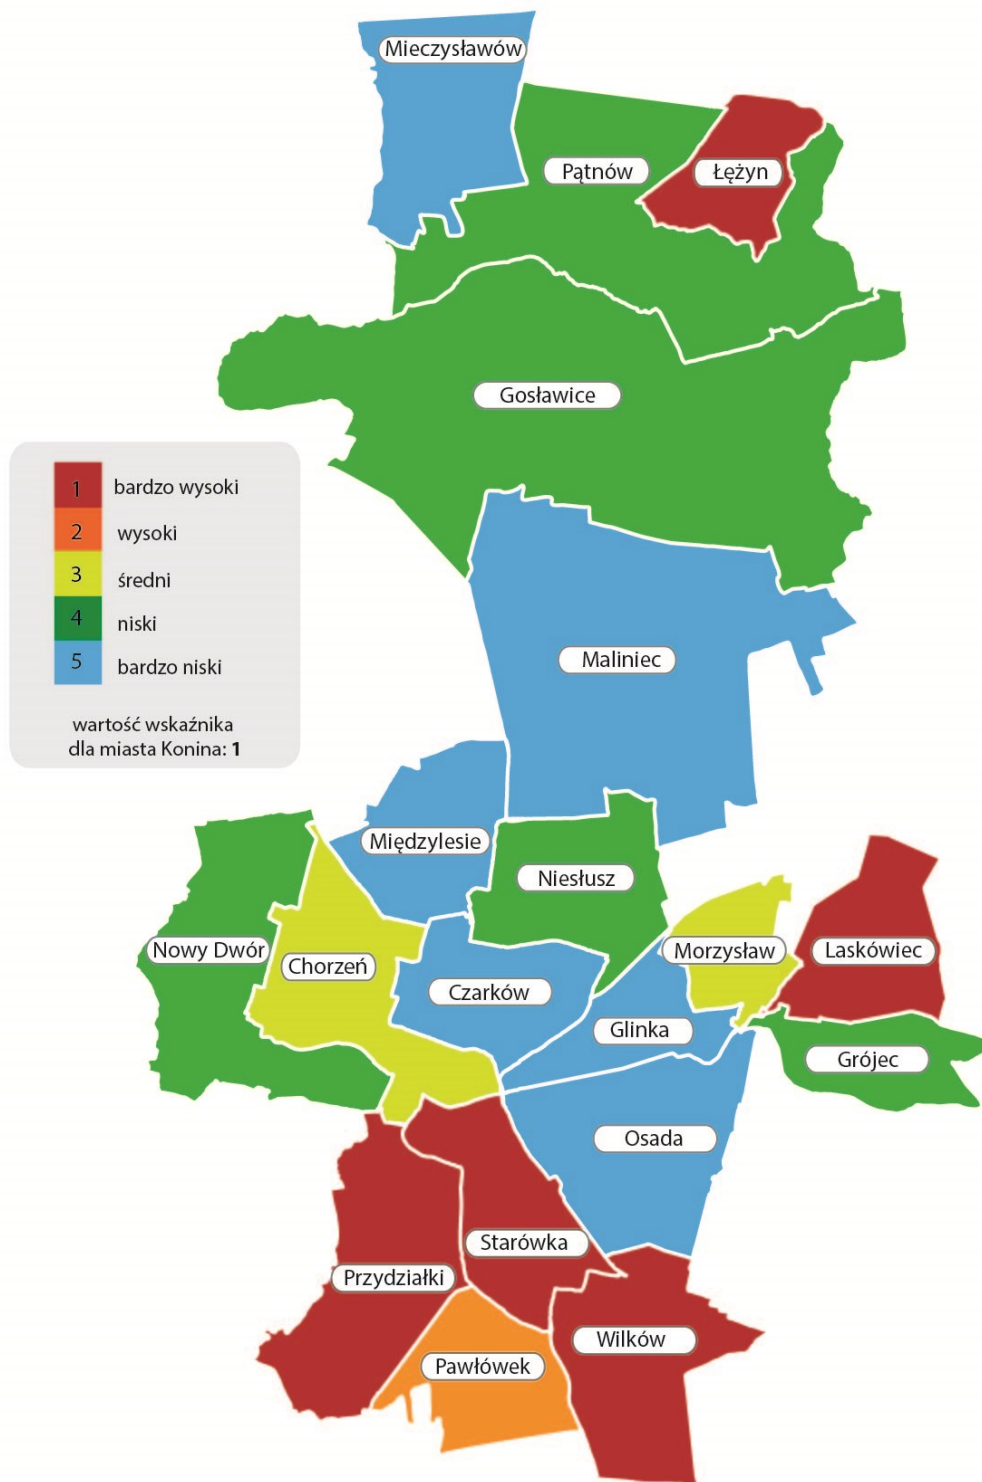 Mieczysławów
Pątnów
Łężyn
Gosławice
1 bardzo wysoki
2 wysoki
3 średni
4 niski
5 bardzo niski
wartość wskaźnika
dla miasta Konina: 1
Maliniec
Międzylesie
Niesłusz
Nowy Dwór
Chorzeń
Morzysław
Laskówiec
Czarków
Glinka
Grójec
Osada
Starówka
Przydziałki
Wilków
Pawłówek